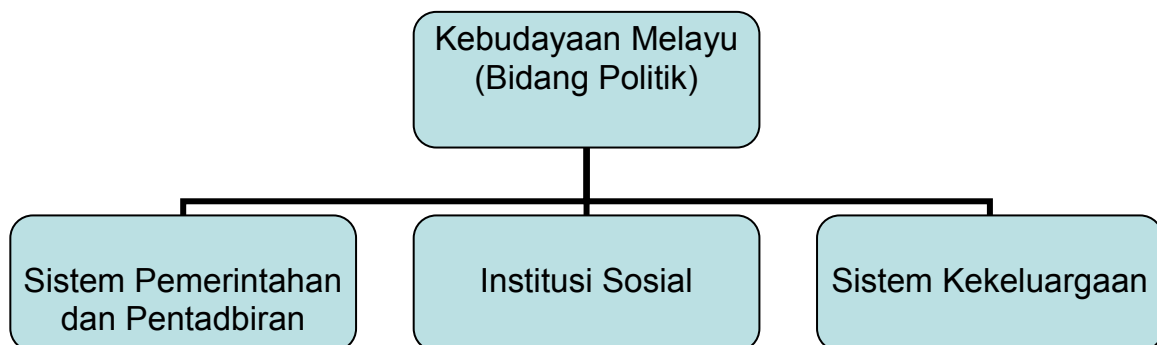 Kebudayaan Melayu
(Bidang Politik)
Sistem Pemerintahan
dan Pentadbiran
Institusi Sosial
Sistem Kekeluargaan